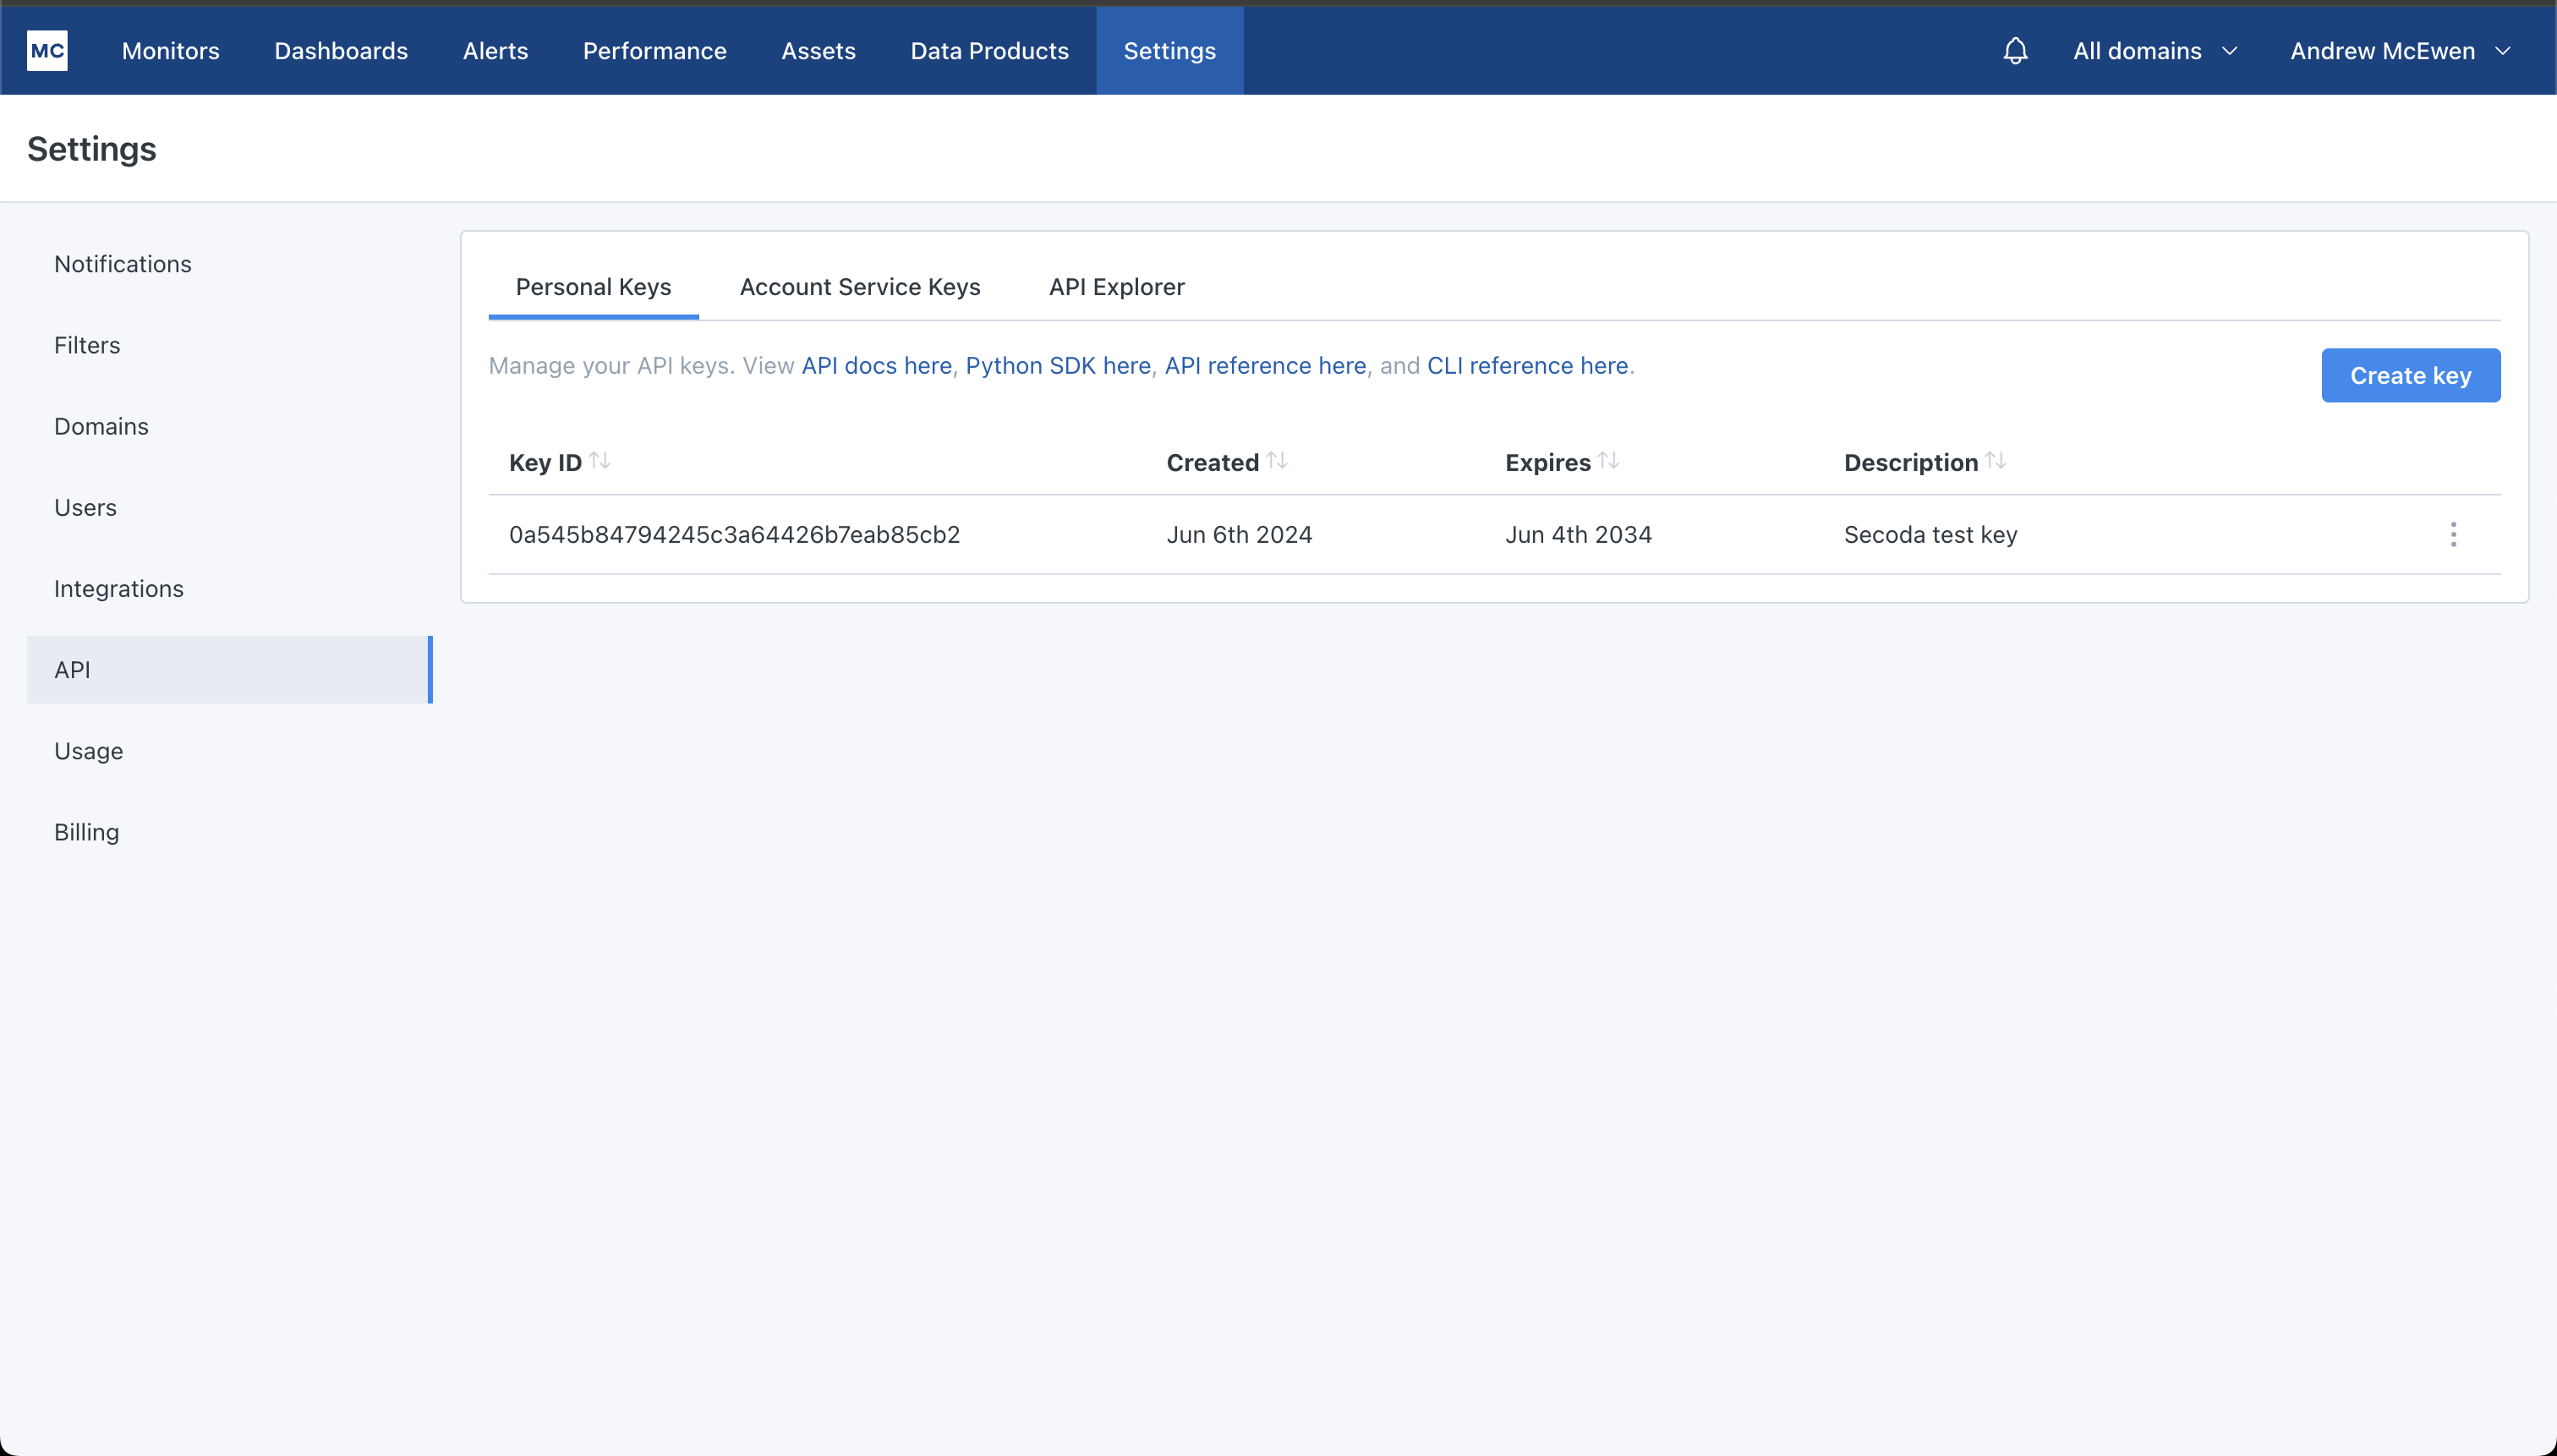 MC Monitors Dashboards Alerts Performance Assets Data Products Settings All domains Andrew McEwen
Settings
Notifications
Filters
Domains
Users
Integrations
API
Usage
Billing
Personal Keys Account Service Keys API Explorer
Manage your API keys. View API docs here, Python SDK here, API reference here, and CLI reference here.
Create key
Key ID Created Expires Description
0a545b84794245c3a64426b7eab85cb2 Jun 6th 2024 Jun 4th 2034 Secoda test key